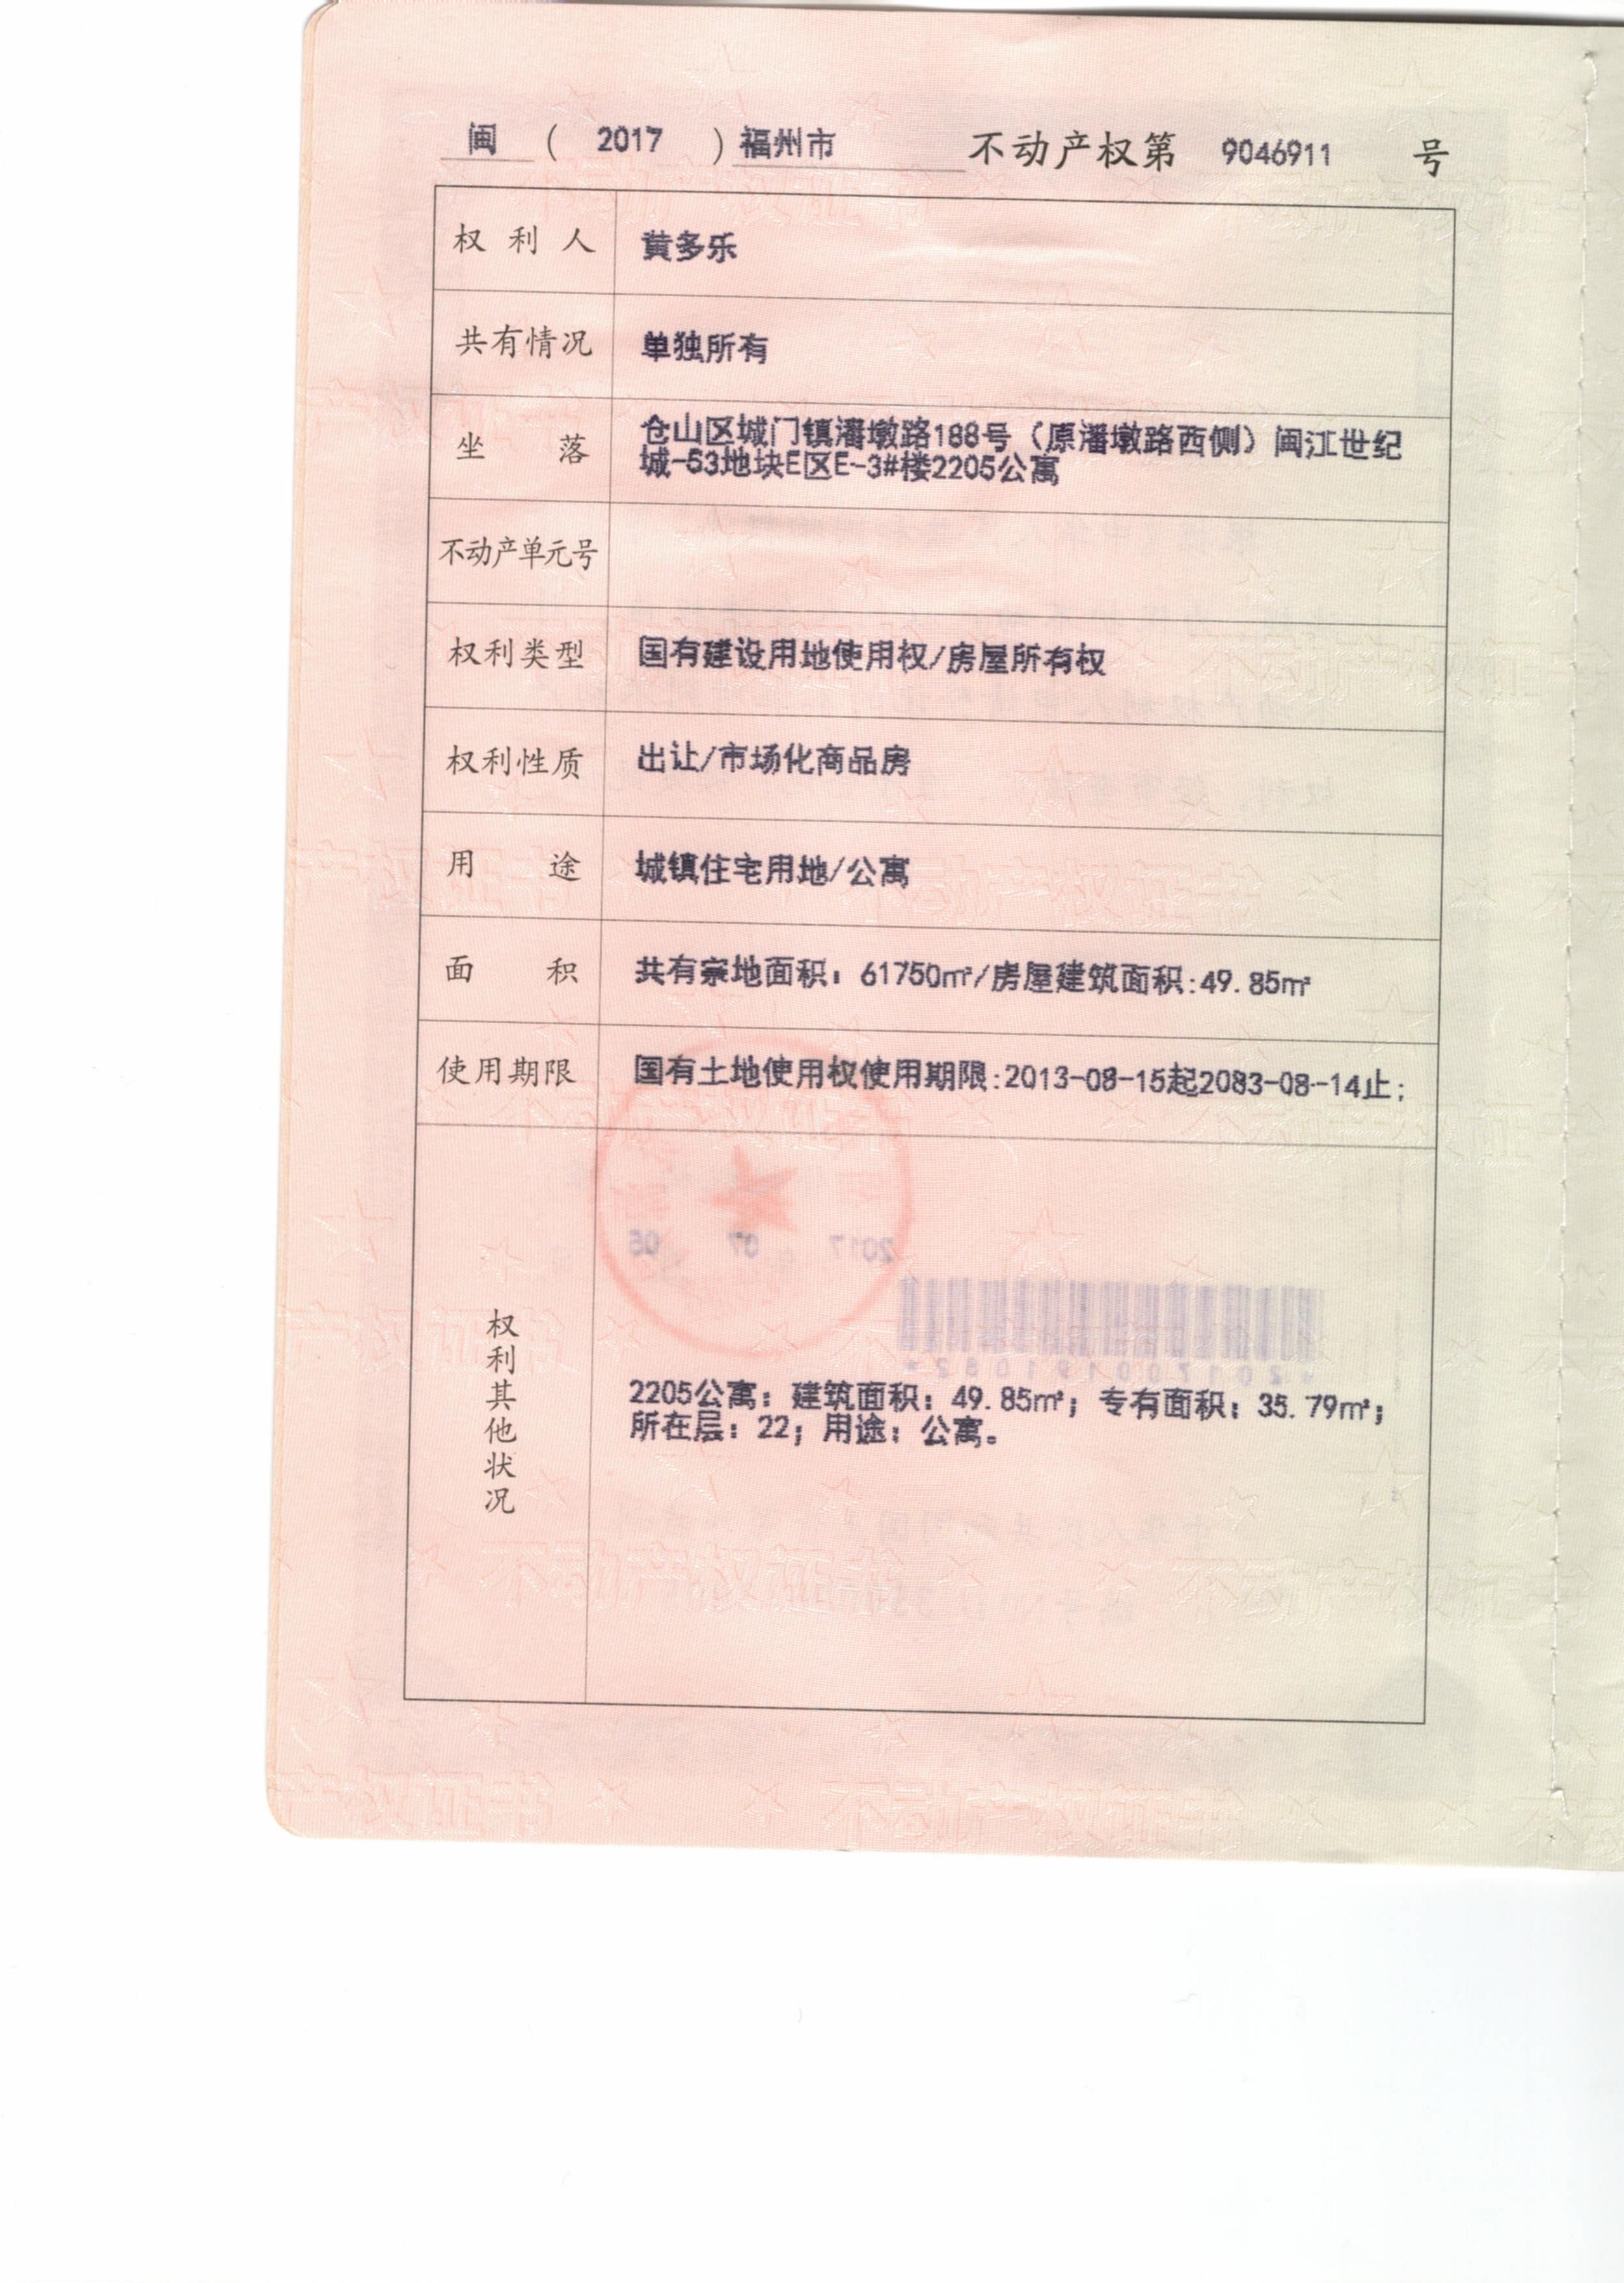 闽 ( 2017 ) 福州市 不动产权第 9046911 号
权利人 黄多乐
共有情况 单独所有
坐落 仓山区城门镇潘墩路188号（原潘墩路西侧）闽江世纪
城-53地块E区E-3#楼2205公寓
不动产单元号
权利类型 国有建设用地使用权/房屋所有权
权利性质 出让/市场化商品房
用途 城镇住宅用地/公寓
面积 共有宗地面积：61750㎡/房屋建筑面积:49.85㎡
使用期限 国有土地使用权使用期限:2013-08-15起2083-08-14止;
权利其他状况
2205公寓：建筑面积：49.85㎡；专有面积：35.79㎡；
所在层：22；用途：公寓。